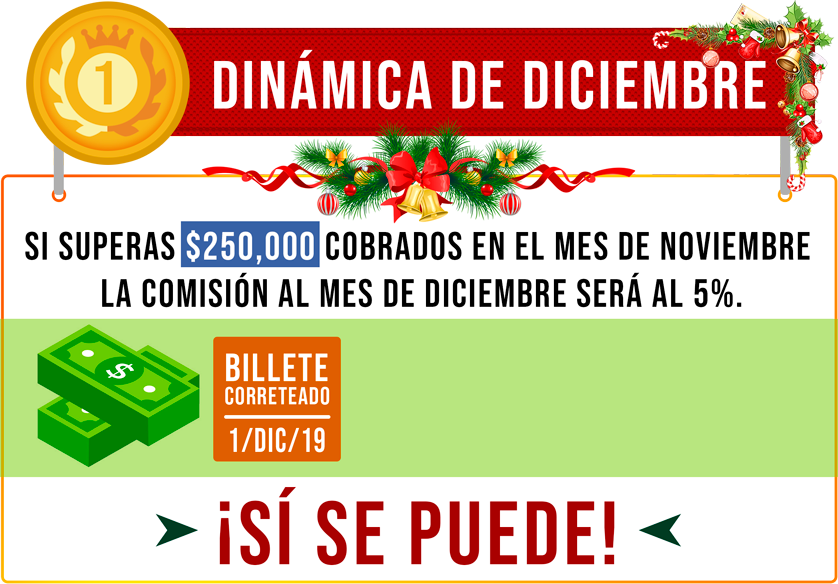 1
DINÁMICA DE DICIEMBRE
SI SUPERAS $250,000 COBRADOS EN EL MES DE NOVIEMBRE
LA COMISIÓN AL MES DE DICIEMBRE SERÁ AL 5%.
$
BILLETE
CORRETEADO
1/DIC/19
¡SÍ SE PUEDE!